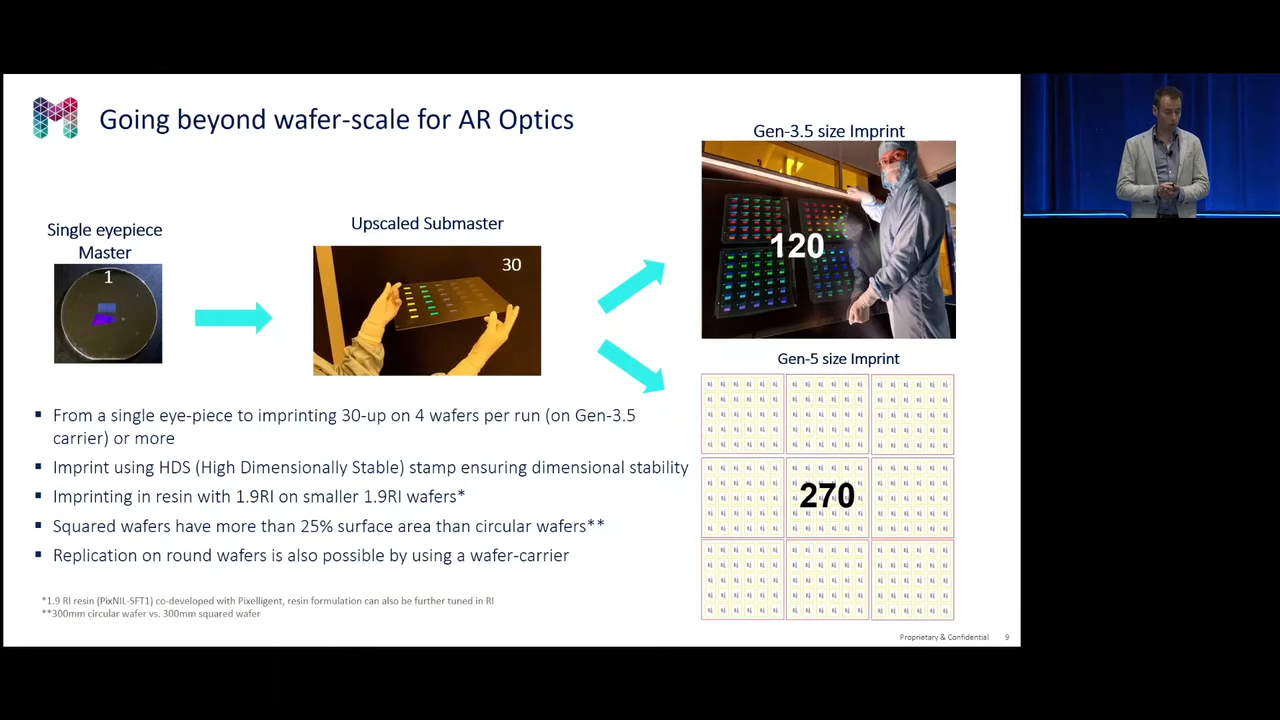 Going beyond wafer-scale for AR Optics
Single eyepiece
Master
1
Upscaled Submaster
30
Gen-3.5 size Imprint
120
Gen-5 size Imprint
270
▪ From a single eye-piece to imprinting 30-up on 4 wafers per run (on Gen-3.5
carrier) or more
▪ Imprint using HDS (High Dimensionally Stable) stamp ensuring dimensional stability
▪ Imprinting in resin with 1.9RI on smaller 1.9RI wafers*
▪ Squared wafers have more than 25% surface area than circular wafers**
▪ Replication on round wafers is also possible by using a wafer-carrier
*1.9 RI resin (PixNIL-SFT1) co-developed with Pixelligent, resin formulation can also be further tuned in RI
**300mm circular wafer vs. 300mm squared wafer
Proprietary & Confidential 9